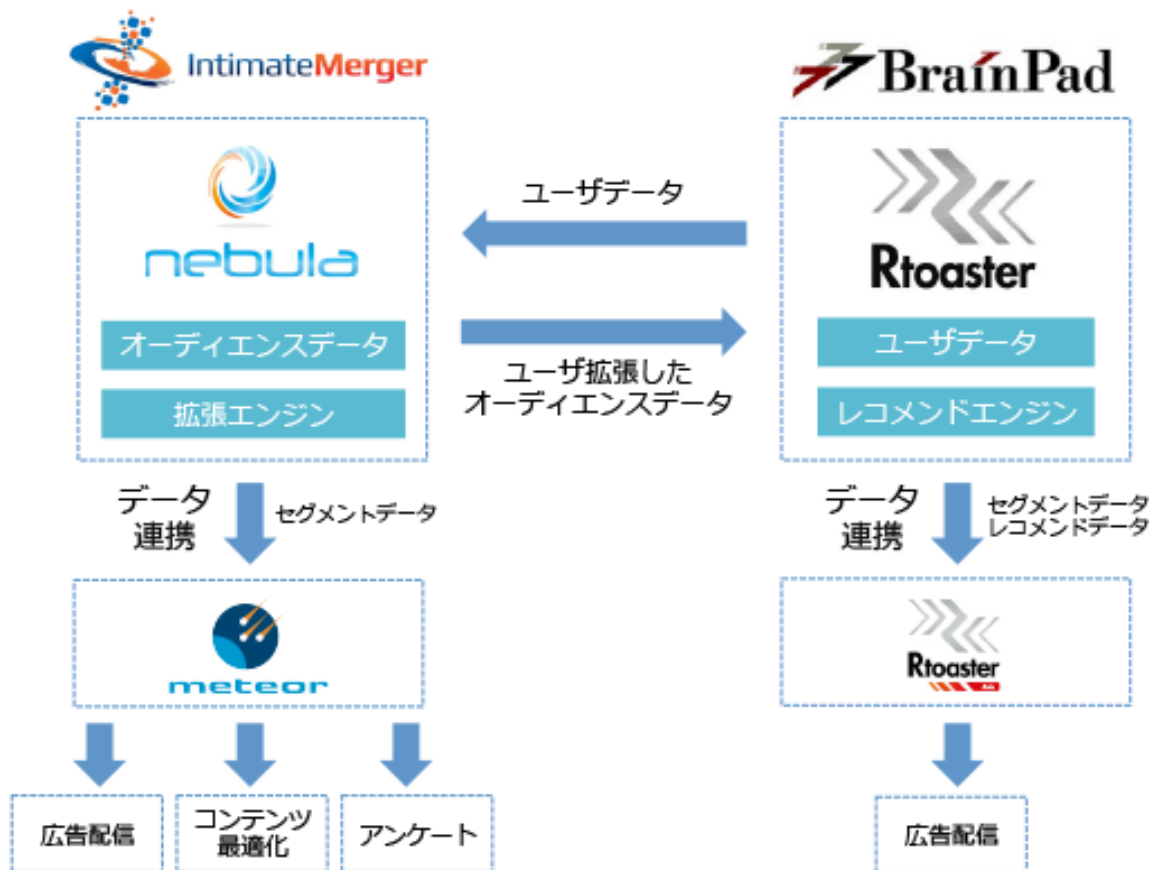 IntimateMerger
BrainPad
nebula
オーディエンスデータ
拡張エンジン
ユーザデータ
ユーザ拡張した
オーディエンスデータ
Rtoaster
ユーザデータ
レコメンドエンジン
データ
連携
セグメントデータ
データ
連携
セグメントデータ
レコメンドデータ
meteor
Rtoaster
Ads
広告配信
コンテンツ
最適化
アンケート
広告配信